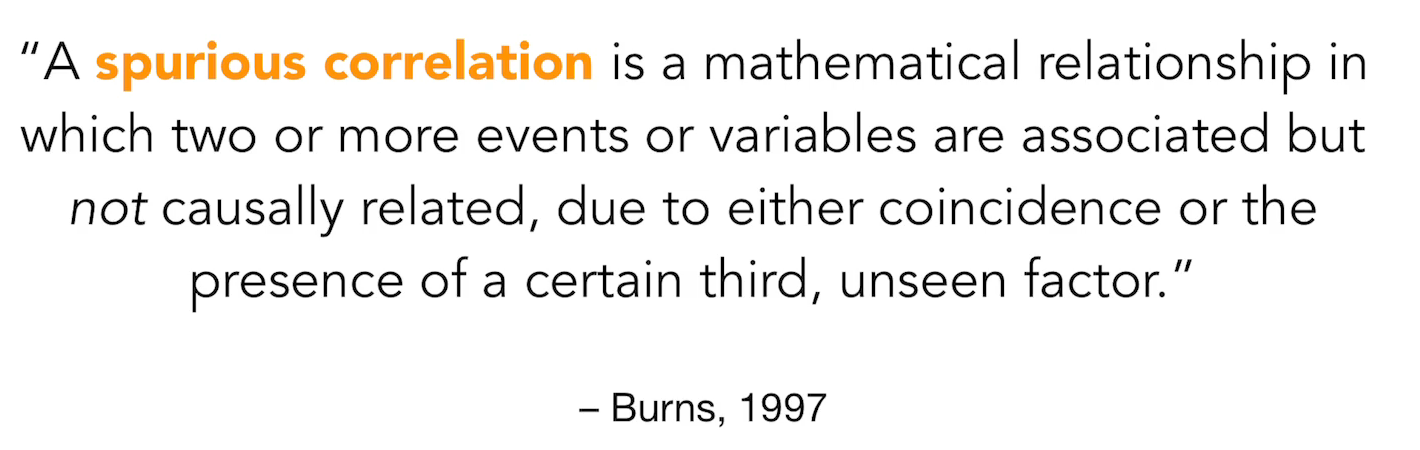 “A spurious correlation is a mathematical relationship in
which two or more events or variables are associated but
not causally related, due to either coincidence or the
presence of a certain third, unseen factor.”
– Burns, 1997